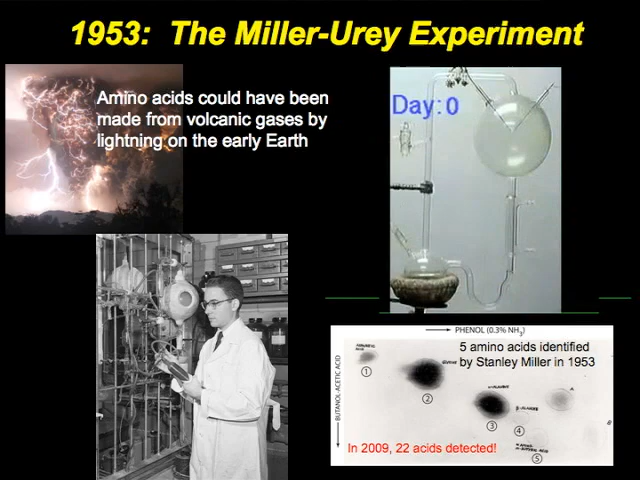 1953: The Miller-Urey Experiment
Amino acids could have been
made from volcanic gases by
lightning on the early Earth
Day: 0
PHENOL (0.3% NH3)
BUTANOL-ACETIC ACID
5 amino acids identified
by Stanley Miller in 1953
1
2
3
4
5
A
In 2009, 22 acids detected!